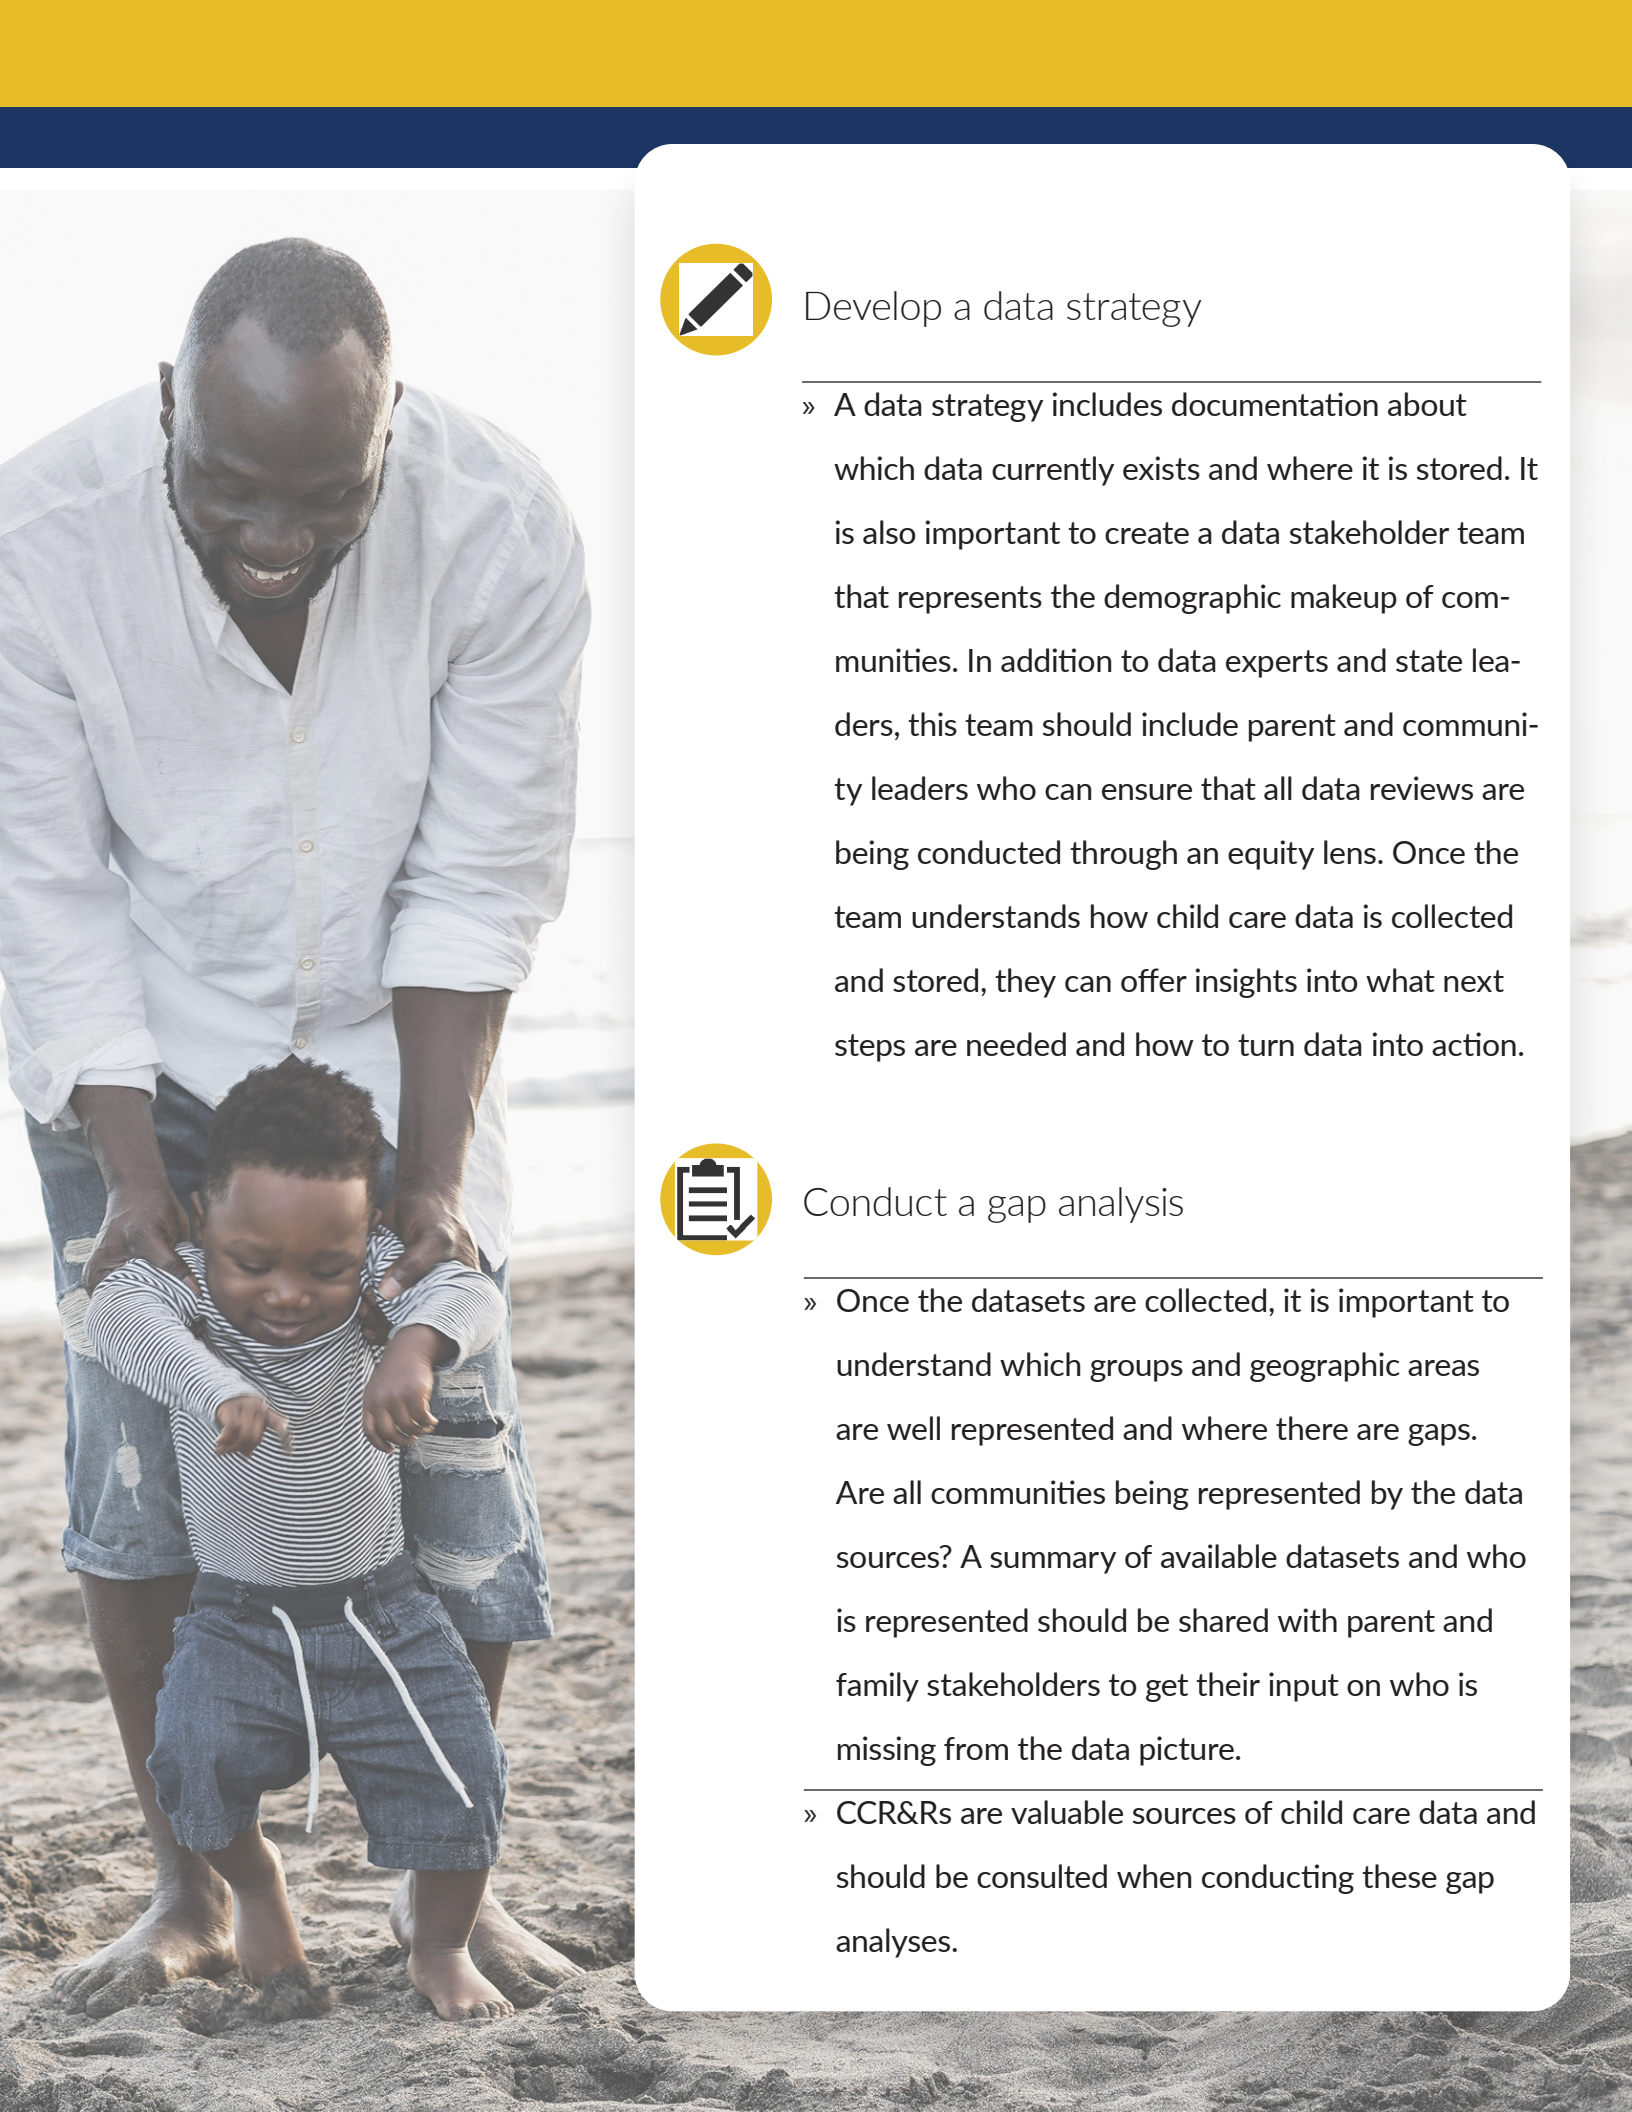 Develop a data strategy
» A data strategy includes documentation about
which data currently exists and where it is stored. It
is also important to create a data stakeholder team
that represents the demographic makeup of com-
munities. In addition to data experts and state lea-
ders, this team should include parent and communi-
ty leaders who can ensure that all data reviews are
being conducted through an equity lens. Once the
team understands how child care data is collected
and stored, they can offer insights into what next
steps are needed and how to turn data into action.
Conduct a gap analysis
» Once the datasets are collected, it is important to
understand which groups and geographic areas
are well represented and where there are gaps.
Are all communities being represented by the data
sources? A summary of available datasets and who
is represented should be shared with parent and
family stakeholders to get their input on who is
missing from the data picture.
» CCR&Rs are valuable sources of child care data and
should be consulted when conducting these gap
analyses.